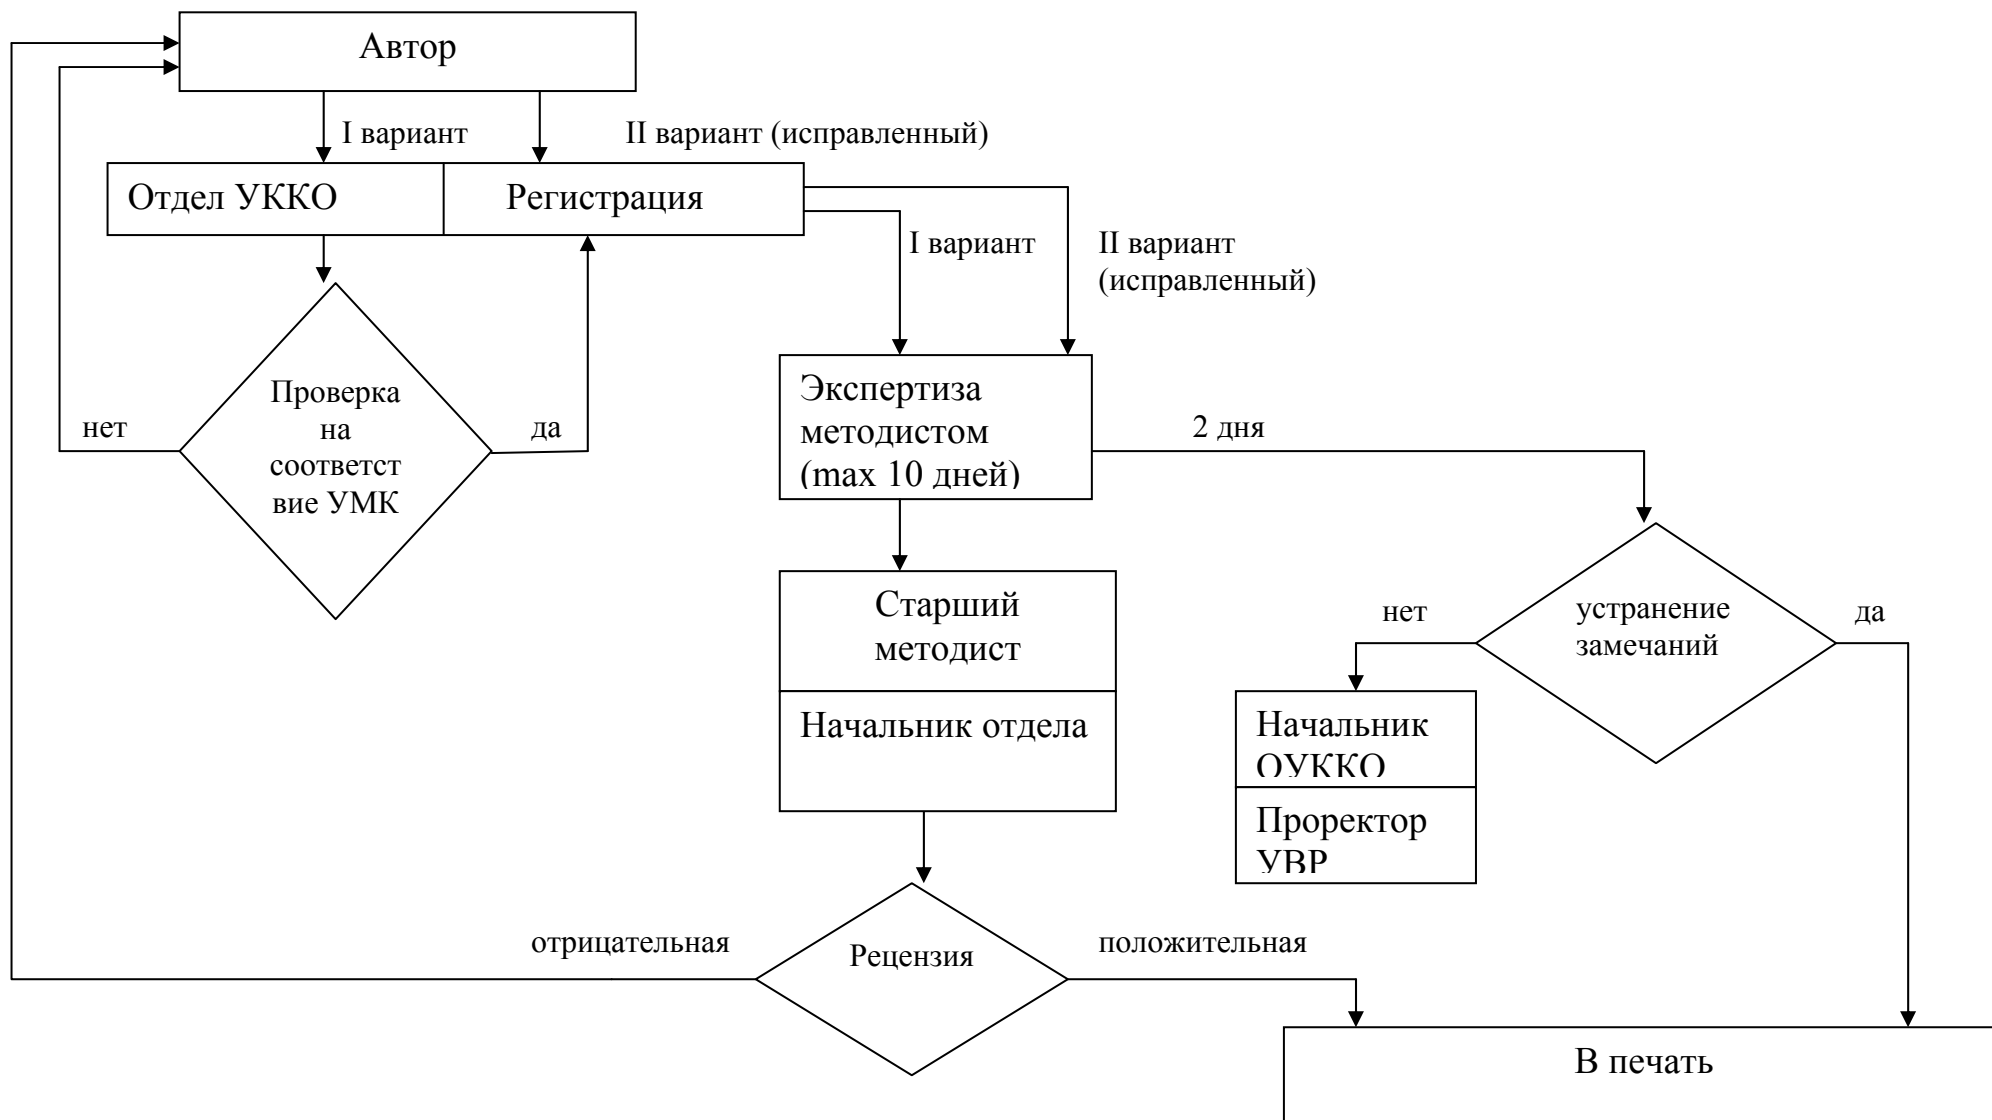 Автор
I вариант
II вариант (исправленный)
Отдел УККО
Регистрация
I вариант
II вариант
(исправленный)
Проверка
на
соответст
вие УМК
нет
да
Экспертиза
методистом
(max 10 дней)
2 дня
Старший
методист
Начальник отдела
нет
устранение
замечаний
да
Начальник
ОУККО
Проректор
УВР
отрицательная
Рецензия
положительная
В печать